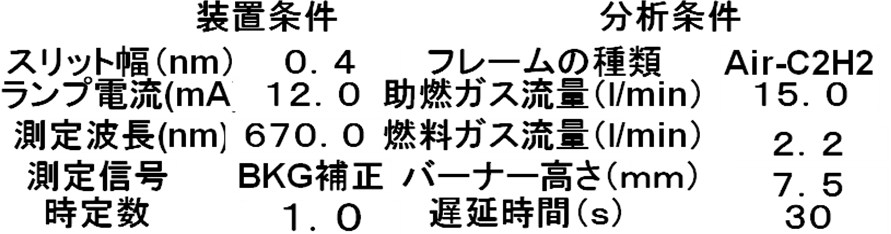 装置条件 分析条件
スリット幅(nm) 0.4 フレームの種類 Air-C2H2
ランプ電流(mA 12.0 助燃ガス流量(l/min) 15.0
測定波長(nm) 670.0 燃料ガス流量(l/min) 2.2
測定信号 BKG補正 バーナー高さ(mm) 7.5
時定数 1.0 遅延時間(s) 30